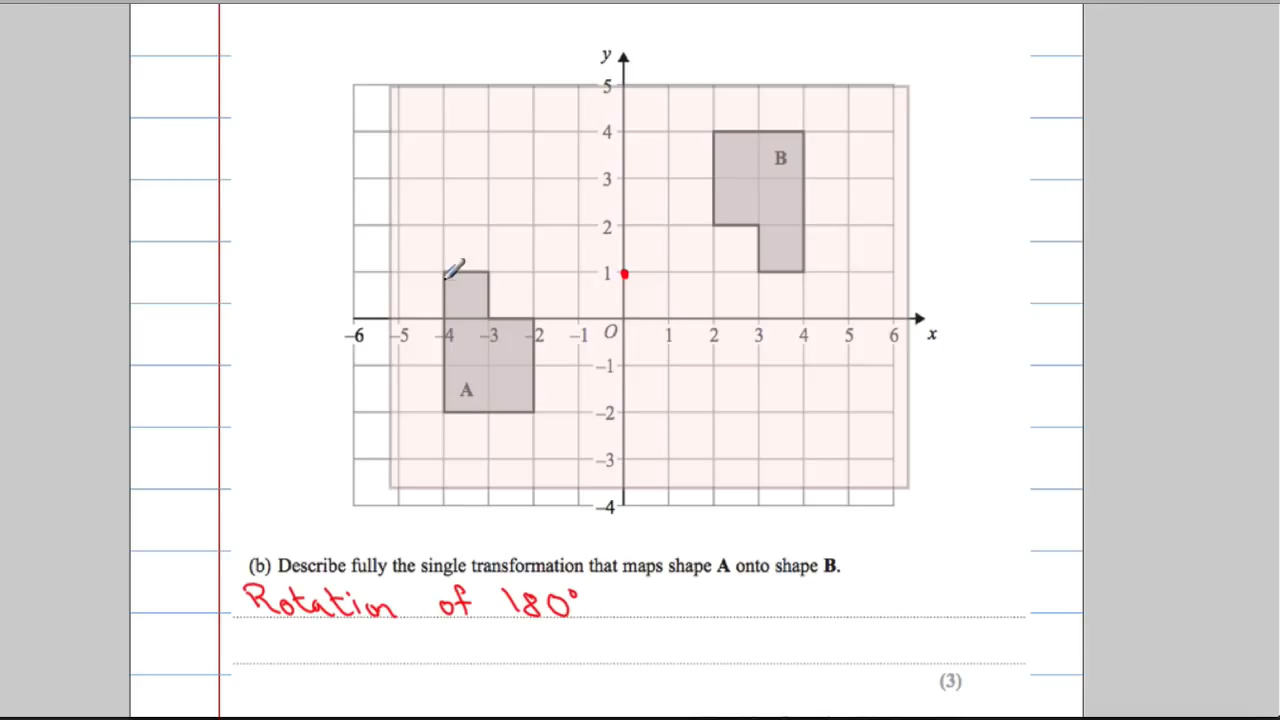 y
5
4
B
3
2
1
–6 –5 –4 –3 –2 –1 O 1 2 3 4 5 6 x
–1
A
–2
–3
–4
(b) Describe fully the single transformation that maps shape A onto shape B.
Rotation of 180°
(3)